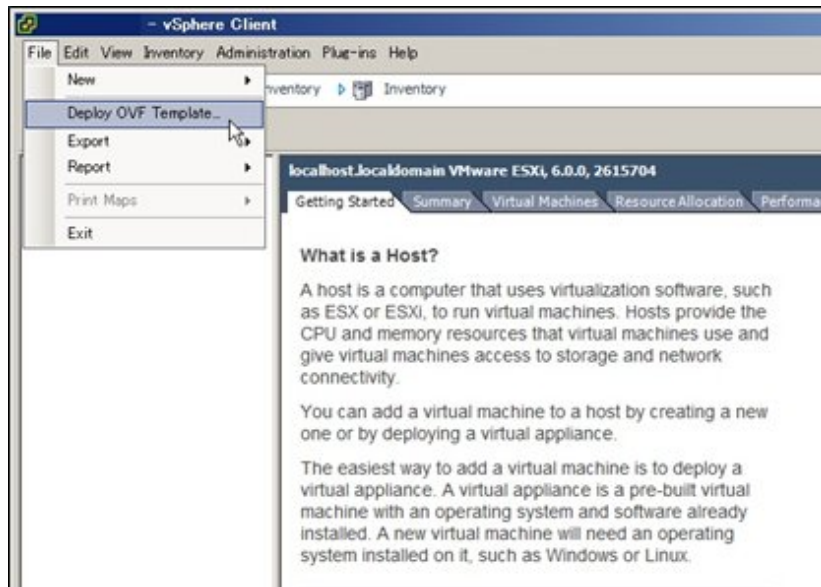 - vSphere Client
File Edit View Inventory Administration Plug-ins Help
New
nventory Inventory
Deploy OVF Template...
Export
Report
Print Maps
Exit
localhost.localdomain VMware ESXi, 6.0.0, 2615704
Getting Started Summary Virtual Machines Resource Allocation Performa
What is a Host?
A host is a computer that uses virtualization software, such
as ESX or ESXi, to run virtual machines. Hosts provide the
CPU and memory resources that virtual machines use and
give virtual machines access to storage and network
connectivity.
You can add a virtual machine to a host by creating a new
one or by deploying a virtual appliance.
The easiest way to add a virtual machine is to deploy a
virtual appliance. A virtual appliance is a pre-built virtual
machine with an operating system and software already
installed. A new virtual machine will need an operating
system installed on it, such as Windows or Linux.